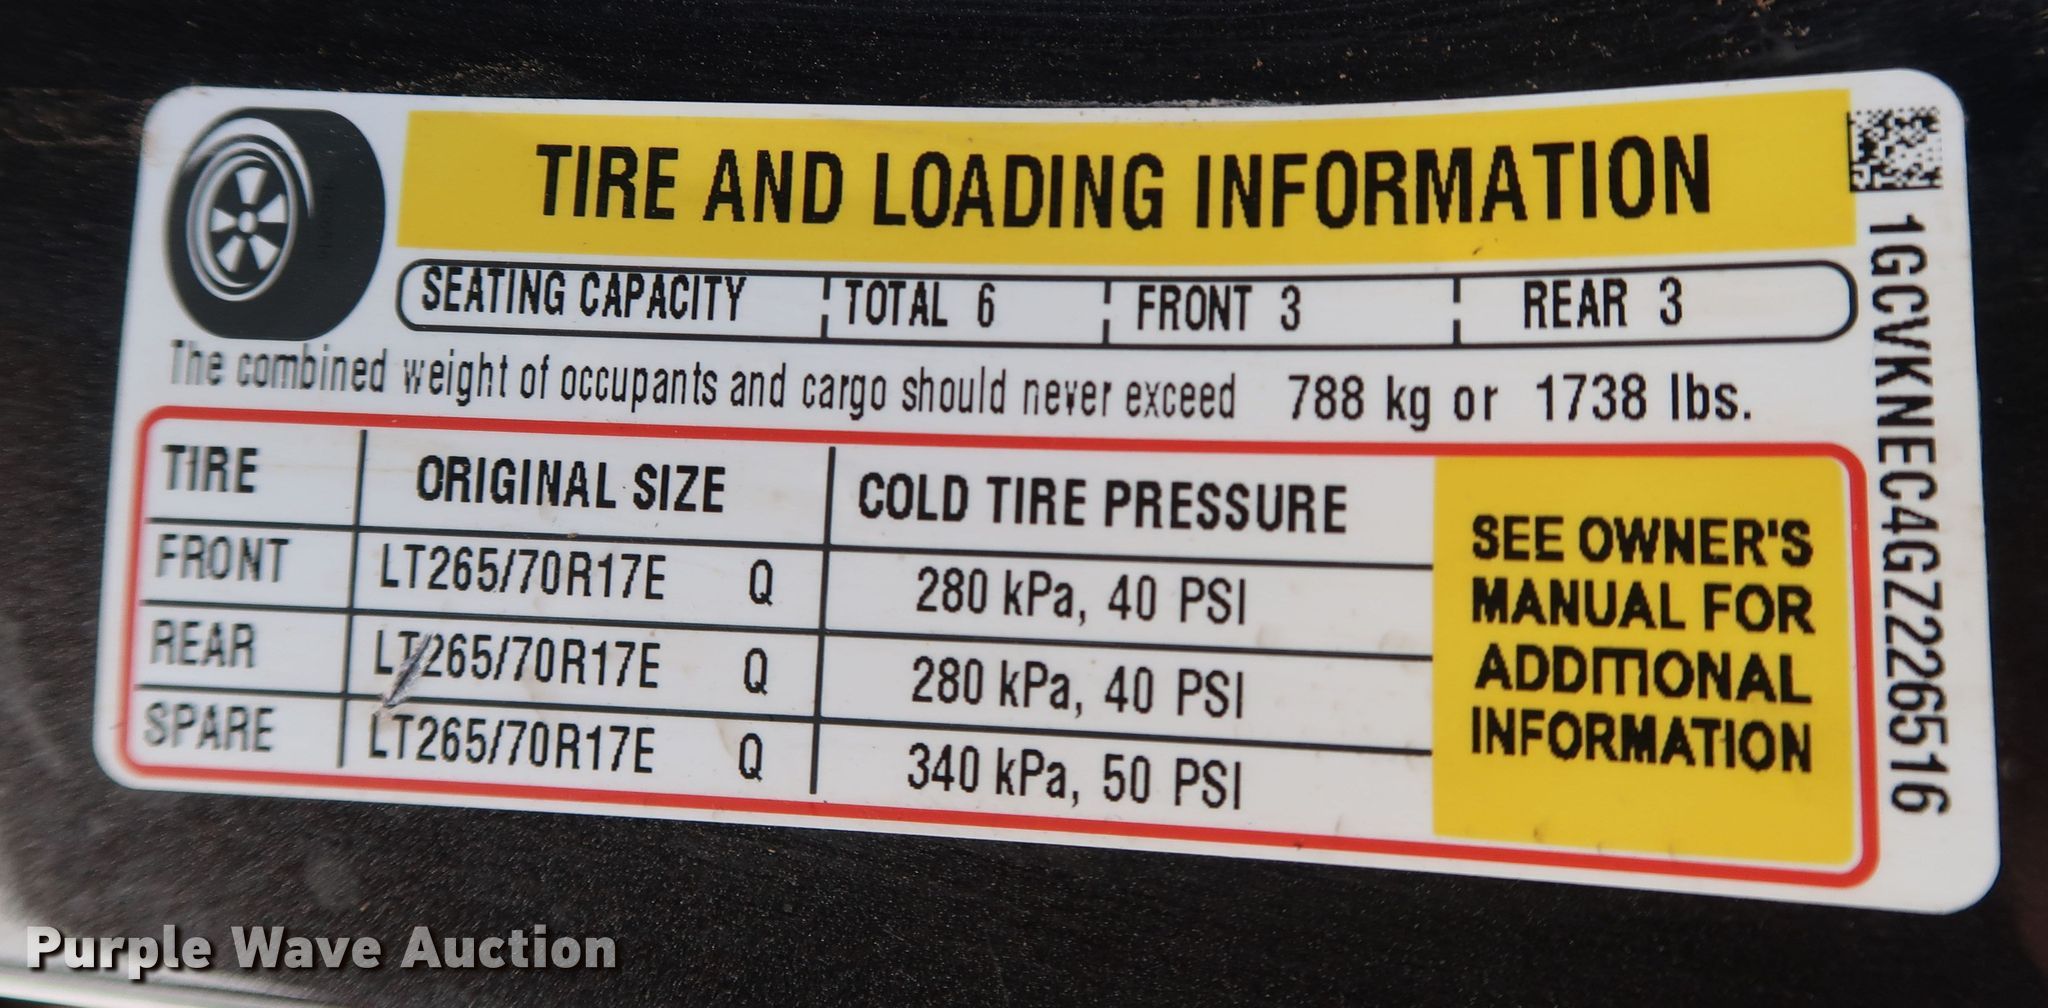 TIRE AND LOADING INFORMATION
SEATING CAPACITY TOTAL 6 FRONT 3 REAR 3
The combined weight of occupants and cargo should never exceed 788 kg or 1738 lbs.
TIRE ORIGINAL SIZE COLD TIRE PRESSURE
FRONT LT265/70R17E Q 280 kPa, 40 PSI
REAR LT265/70R17E Q 280 kPa, 40 PSI
SPARE LT265/70R17E Q 340 kPa, 50 PSI
SEE OWNER'S
MANUAL FOR
ADDITIONAL
INFORMATION
1GCVKNEC4GZ226516
Purple Wave Auction